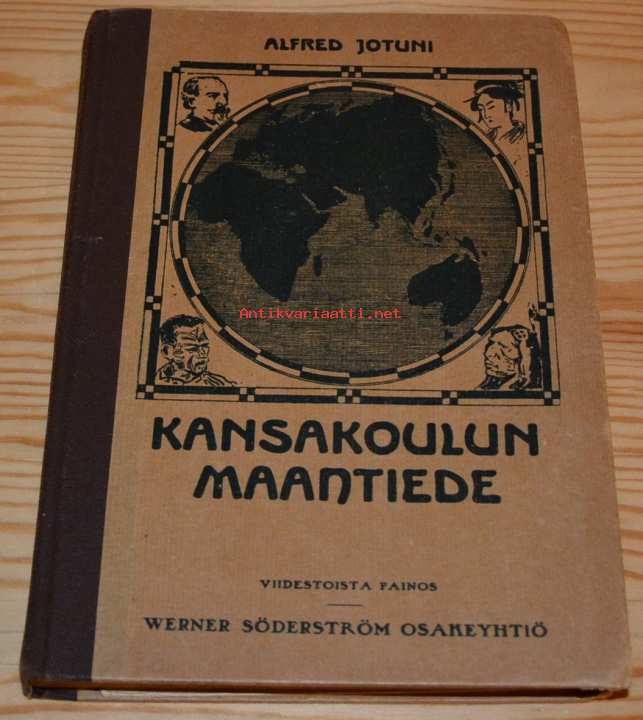 ALFRED JOTUNI
Antikvariaatti.net
KANSAKOULUN
MAANTIEDE
VIIDESTOISTA PAINOS
WERNER SÖDERSTRÖM OSAKEYHTIÖ